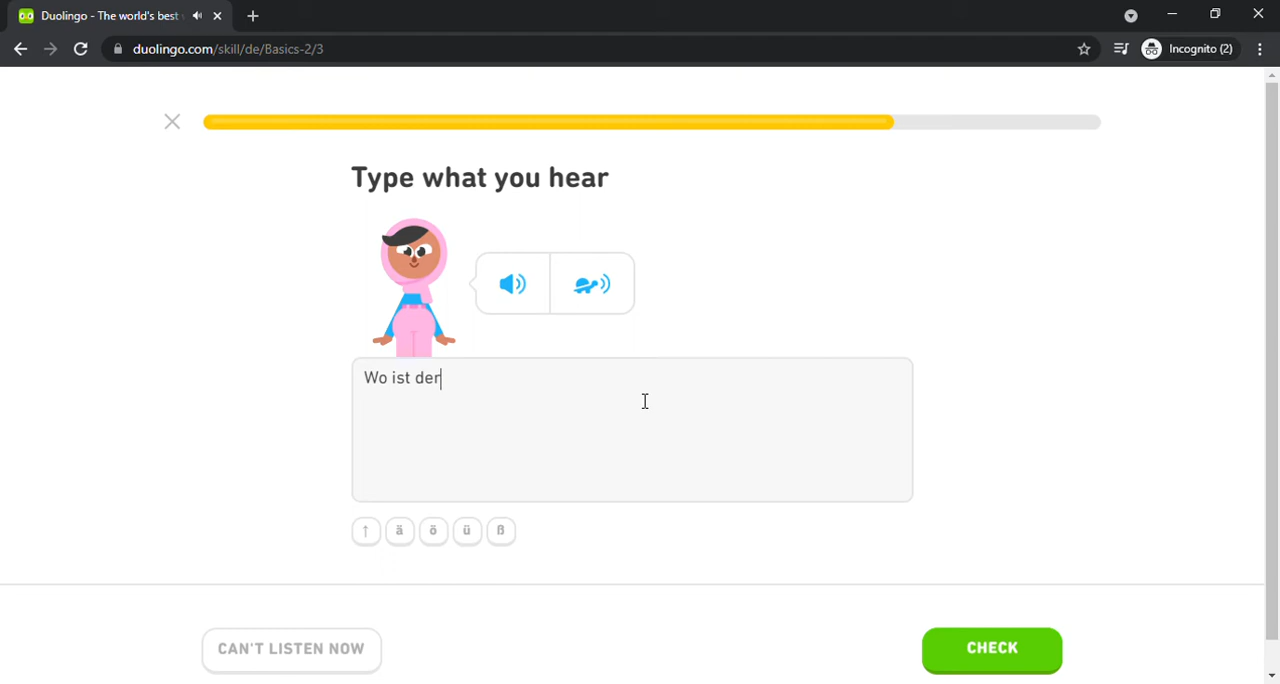 Duolingo - The world's best
duolingo.com/skill/de/Basics-2/3
Incognito (2)
Type what you hear
Wo ist der
↑ ä ö ü ß
CAN'T LISTEN NOW
CHECK